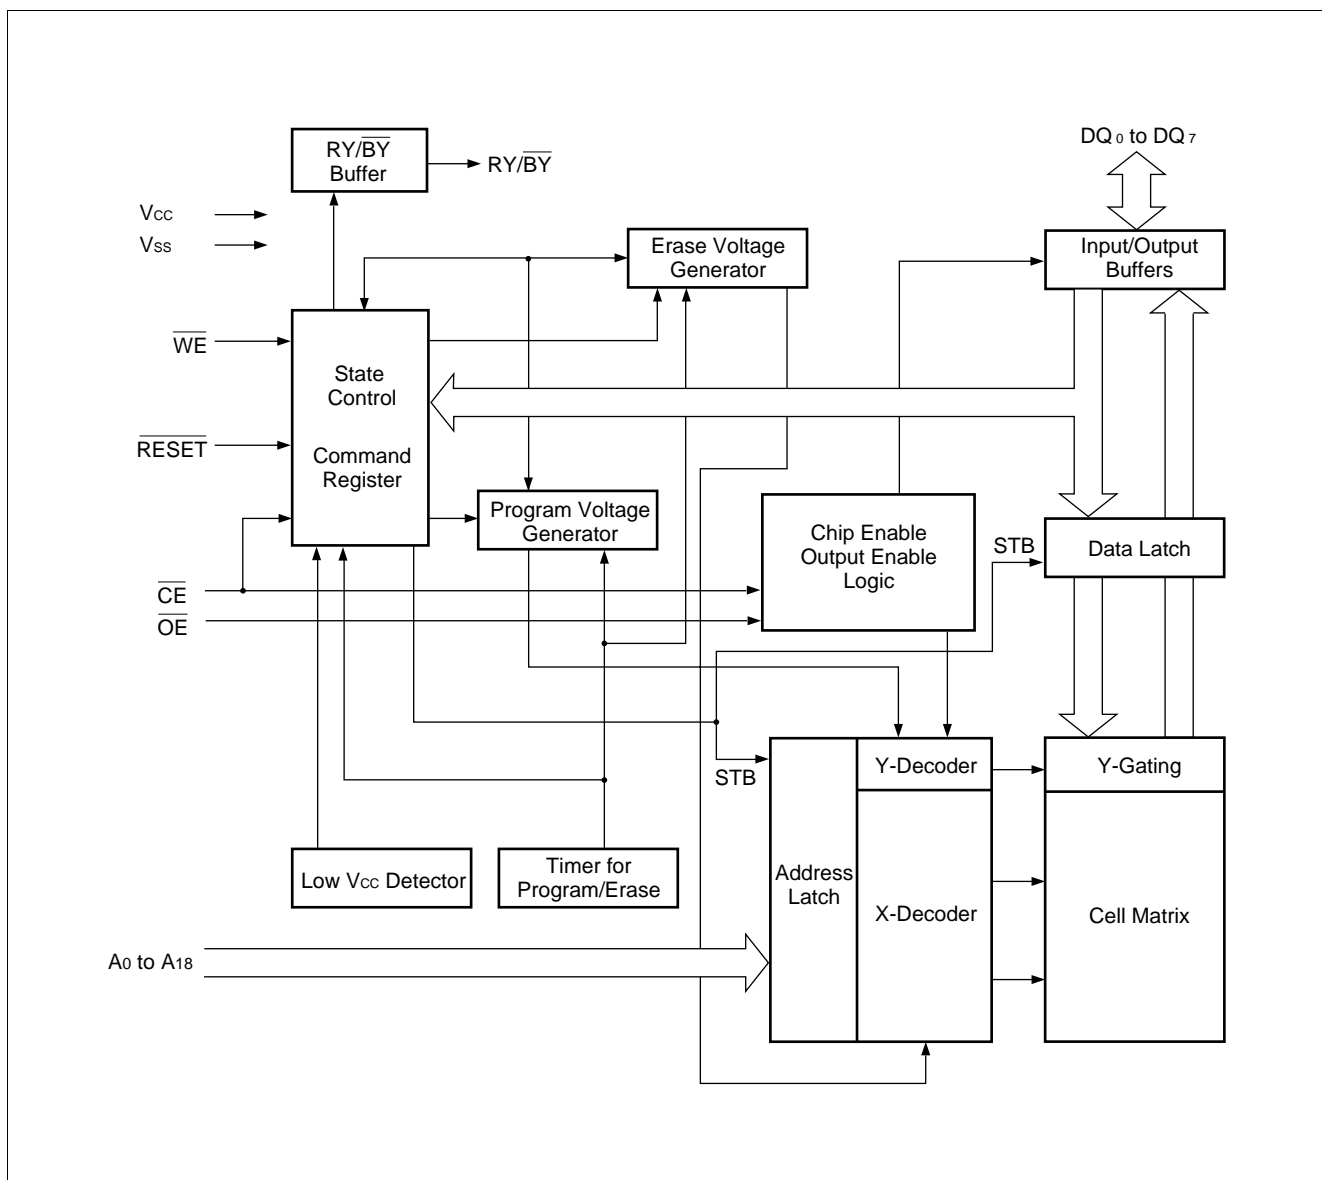 RY/BY
Buffer
RY/BY
DQ0 to DQ7
VCC
VSS
Erase Voltage
Generator
Input/Output
Buffers
WE
State
Control
RESET
Command
Register
Program Voltage
Generator
Chip Enable
Output Enable
Logic
STB
Data Latch
CE
OE
STB
Y-Decoder
Y-Gating
Low VCC Detector
Timer for
Program/Erase
Address
Latch
X-Decoder
Cell Matrix
A0 to A18